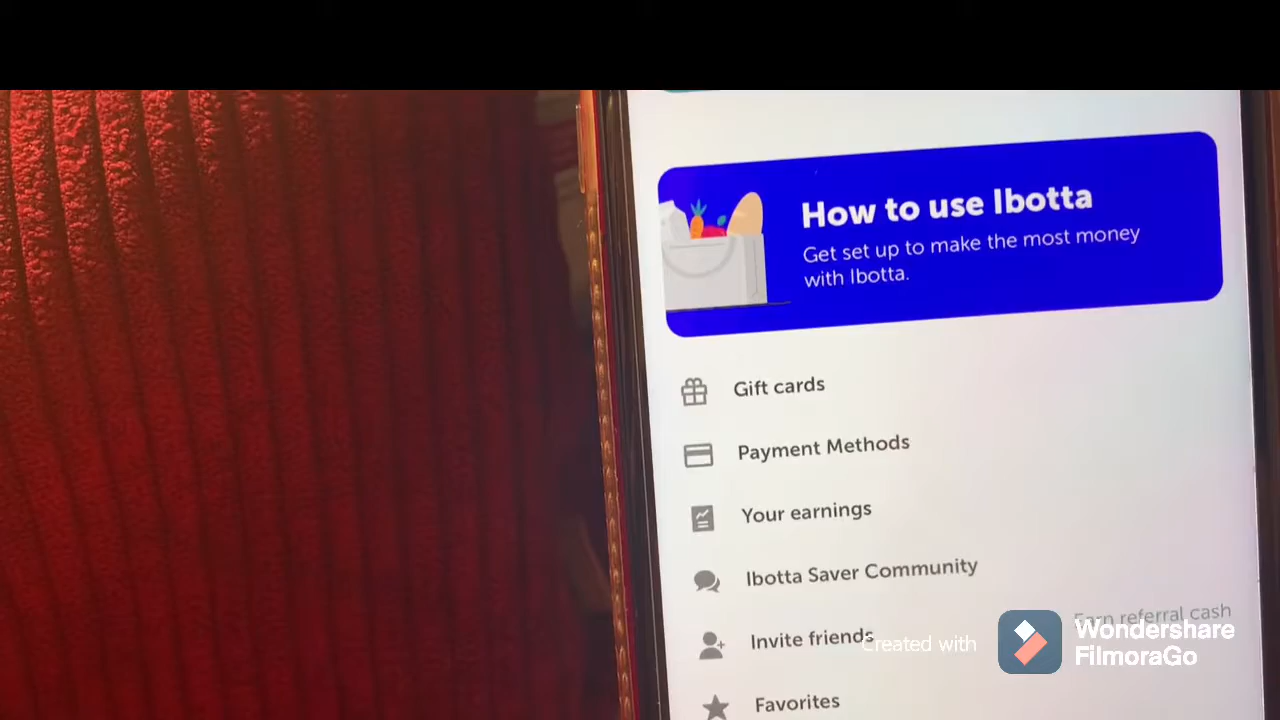 How to use Ibotta
Get set up to make the most money
with Ibotta.
Gift cards
Payment Methods
Your earnings
Ibotta Saver Community
Invite friends
Earn referral cash
Favorites
Created with
Wondershare
FilmoraGo